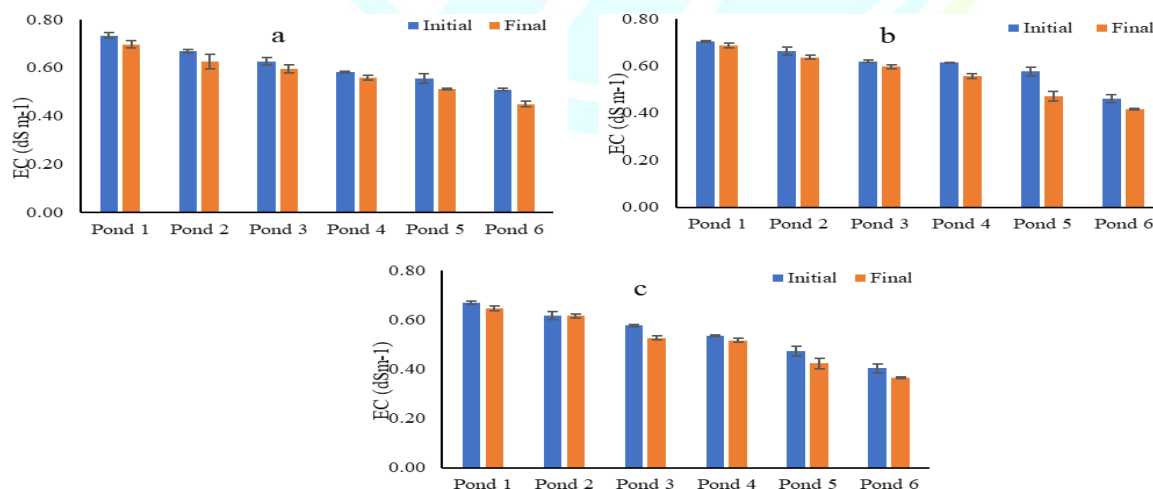 0.80
0.60
0.40
0.20
0.00
EC (dS m-1)
a
Initial Final
Pond 1 Pond 2 Pond 3 Pond 4 Pond 5 Pond 6
0.80
0.60
0.40
0.20
0.00
EC (dS m-1)
b
Initial Final
Pond 1 Pond 2 Pond 3 Pond 4 Pond 5 Pond 6
0.80
0.60
0.40
0.20
0.00
EC (dSm-1)
c
Initial Final
Pond 1 Pond 2 Pond 3 Pond 4 Pond 5 Pond 6